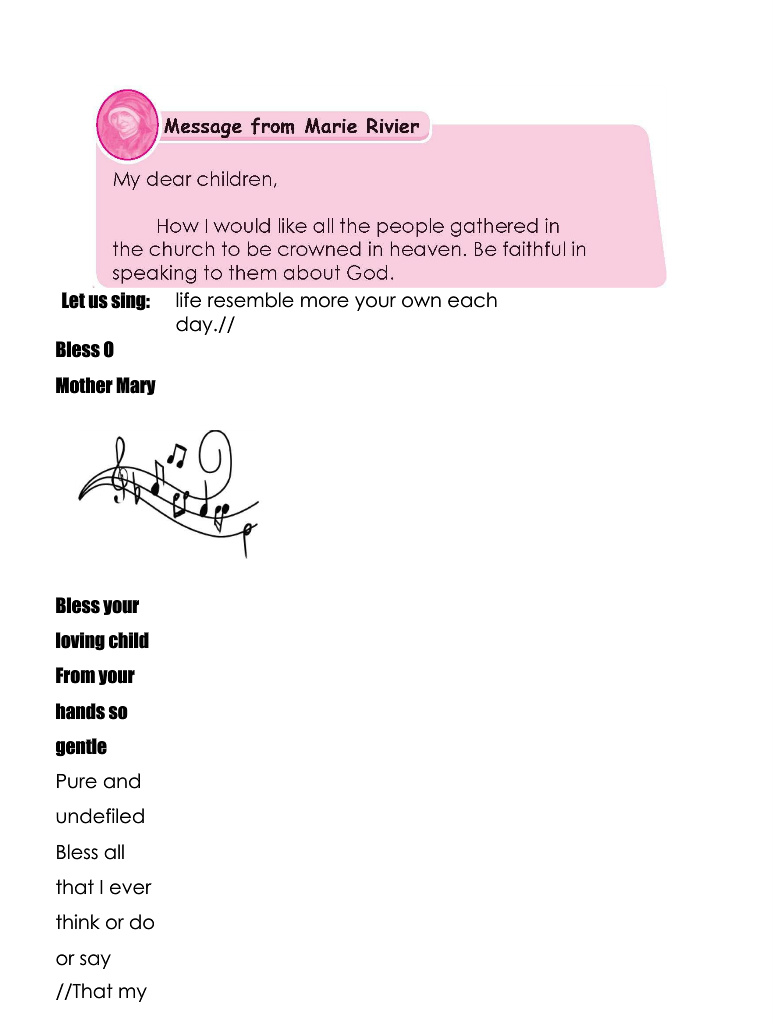 Message from Marie Rivier
My dear children,
How I would like all the people gathered in
the church to be crowned in heaven. Be faithful in
speaking to them about God.
Let us sing:
Bless O
Mother Mary
Bless your
loving child
From your
hands so
gentle
Pure and
undefiled
Bless all
that I ever
think or do
or say
//That my
life resemble more your own each
day.//